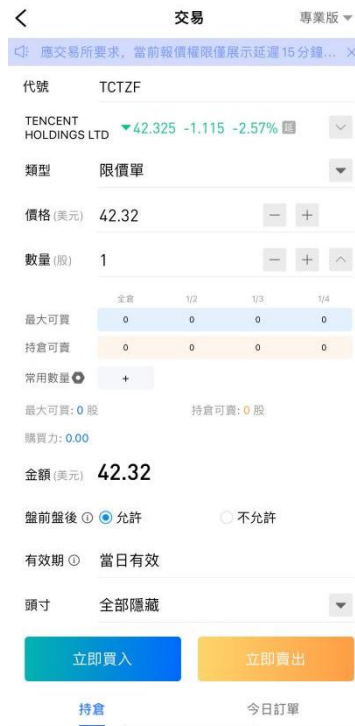 交易 專業版
應交易所要求，當前報價權限僅展示延遲15分鐘...
代號 TCTZF
TENCENT HOLDINGS LTD 42.325 -1.115 -2.57% 延
類型 限價單
價格(美元) 42.32
數量(股) 1
全倉 1/2 1/3 1/4
最大可買 0 0 0 0
持倉可賣 0 0 0 0
常用數量 +
最大可買: 0 股 持倉可賣: 0 股
購買力: 0.00
金額(美元) 42.32
盤前盤後 允許 不允許
有效期 當日有效
頭寸 全部隱藏
立即買入 立即賣出
持倉 今日訂單